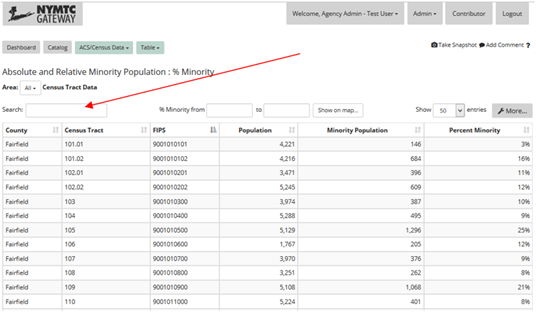 NYMTC
GATEWAY
Welcome, Agency Admin - Test User Admin Contributor Logout
Dashboard Catalog ACS/Census Data Table Take Snapshot Add Comment ?
Absolute and Relative Minority Population : % Minority
Area: All Census Tract Data
Search: % Minority from to Show on map... Show 50 entries More...
County Census Tract FIPS Population Minority Population Percent Minority
Fairfield 101.01 9001010101 4,221 146 3%
Fairfield 101.02 9001010102 4,216 684 16%
Fairfield 102.01 9001010201 3,471 396 11%
Fairfield 102.02 9001010202 5,245 609 12%
Fairfield 103 9001010300 3,974 387 10%
Fairfield 104 9001010400 5,288 495 9%
Fairfield 105 9001010500 5,129 1,296 25%
Fairfield 106 9001010600 1,767 205 12%
Fairfield 107 9001010700 3,970 376 9%
Fairfield 108 9001010800 3,251 262 8%
Fairfield 109 9001010900 5,108 1,068 21%
Fairfield 110 9001011000 5,224 401 8%